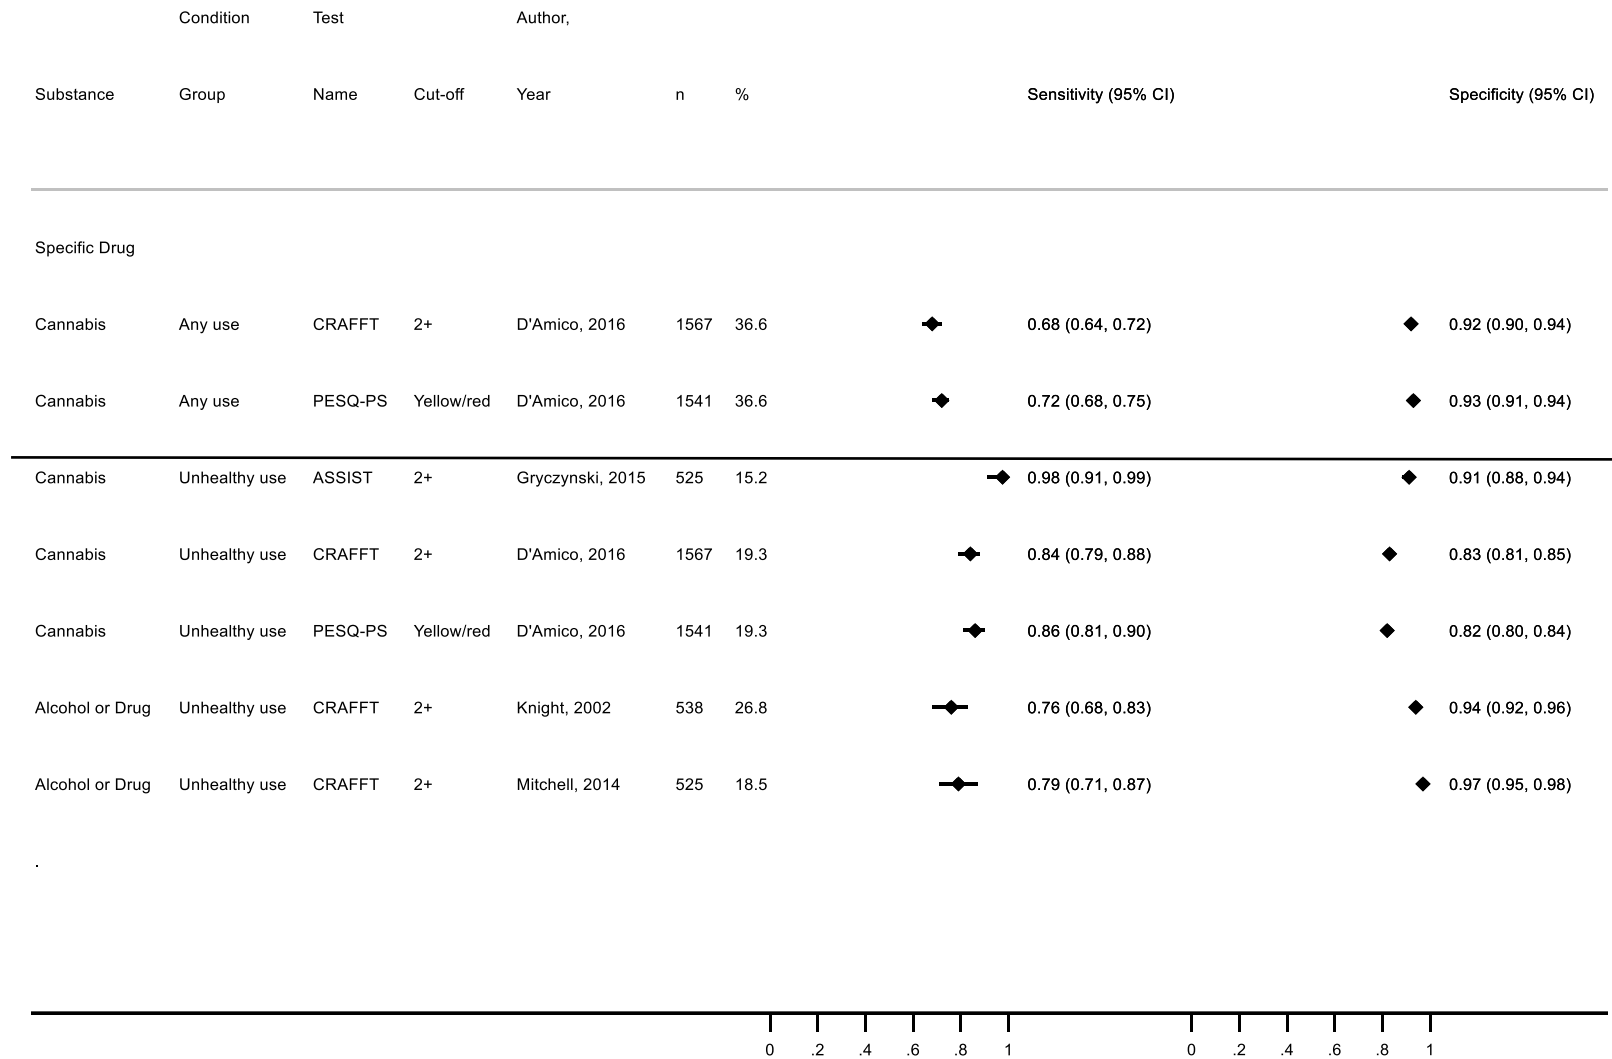 Condition Test Author,
Substance Group Name Cut-off Year n % Sensitivity (95% CI) Specificity (95% CI)
Specific Drug
Cannabis Any use CRAFFT 2+ D'Amico, 2016 1567 36.6 0.68 (0.64, 0.72) 0.92 (0.90, 0.94)
Cannabis Any use PESQ-PS Yellow/red D'Amico, 2016 1541 36.6 0.72 (0.68, 0.75) 0.93 (0.91, 0.94)
Cannabis Unhealthy use ASSIST 2+ Gryczynski, 2015 525 15.2 0.98 (0.91, 0.99) 0.91 (0.88, 0.94)
Cannabis Unhealthy use CRAFFT 2+ D'Amico, 2016 1567 19.3 0.84 (0.79, 0.88) 0.83 (0.81, 0.85)
Cannabis Unhealthy use PESQ-PS Yellow/red D'Amico, 2016 1541 19.3 0.86 (0.81, 0.90) 0.82 (0.80, 0.84)
Alcohol or Drug Unhealthy use CRAFFT 2+ Knight, 2002 538 26.8 0.76 (0.68, 0.83) 0.94 (0.92, 0.96)
Alcohol or Drug Unhealthy use CRAFFT 2+ Mitchell, 2014 525 18.5 0.79 (0.71, 0.87) 0.97 (0.95, 0.98)
.
0 .2 .4 .6 .8 1 0 .2 .4 .6 .8 1